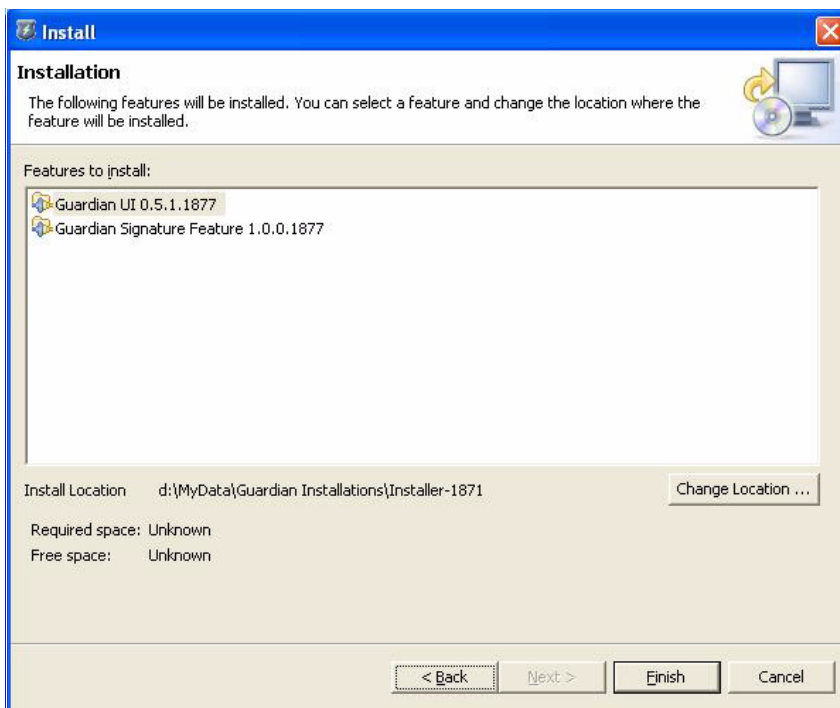 Install
Installation
The following features will be installed. You can select a feature and change the location where the
feature will be installed.
Features to install:
Guardian UI 0.5.1.1877
Guardian Signature Feature 1.0.0.1877
Install Location d:\MyData\Guardian Installations\Installer-1871
Change Location ...
Required space: Unknown
Free space: Unknown
< Back
Next >
Finish
Cancel